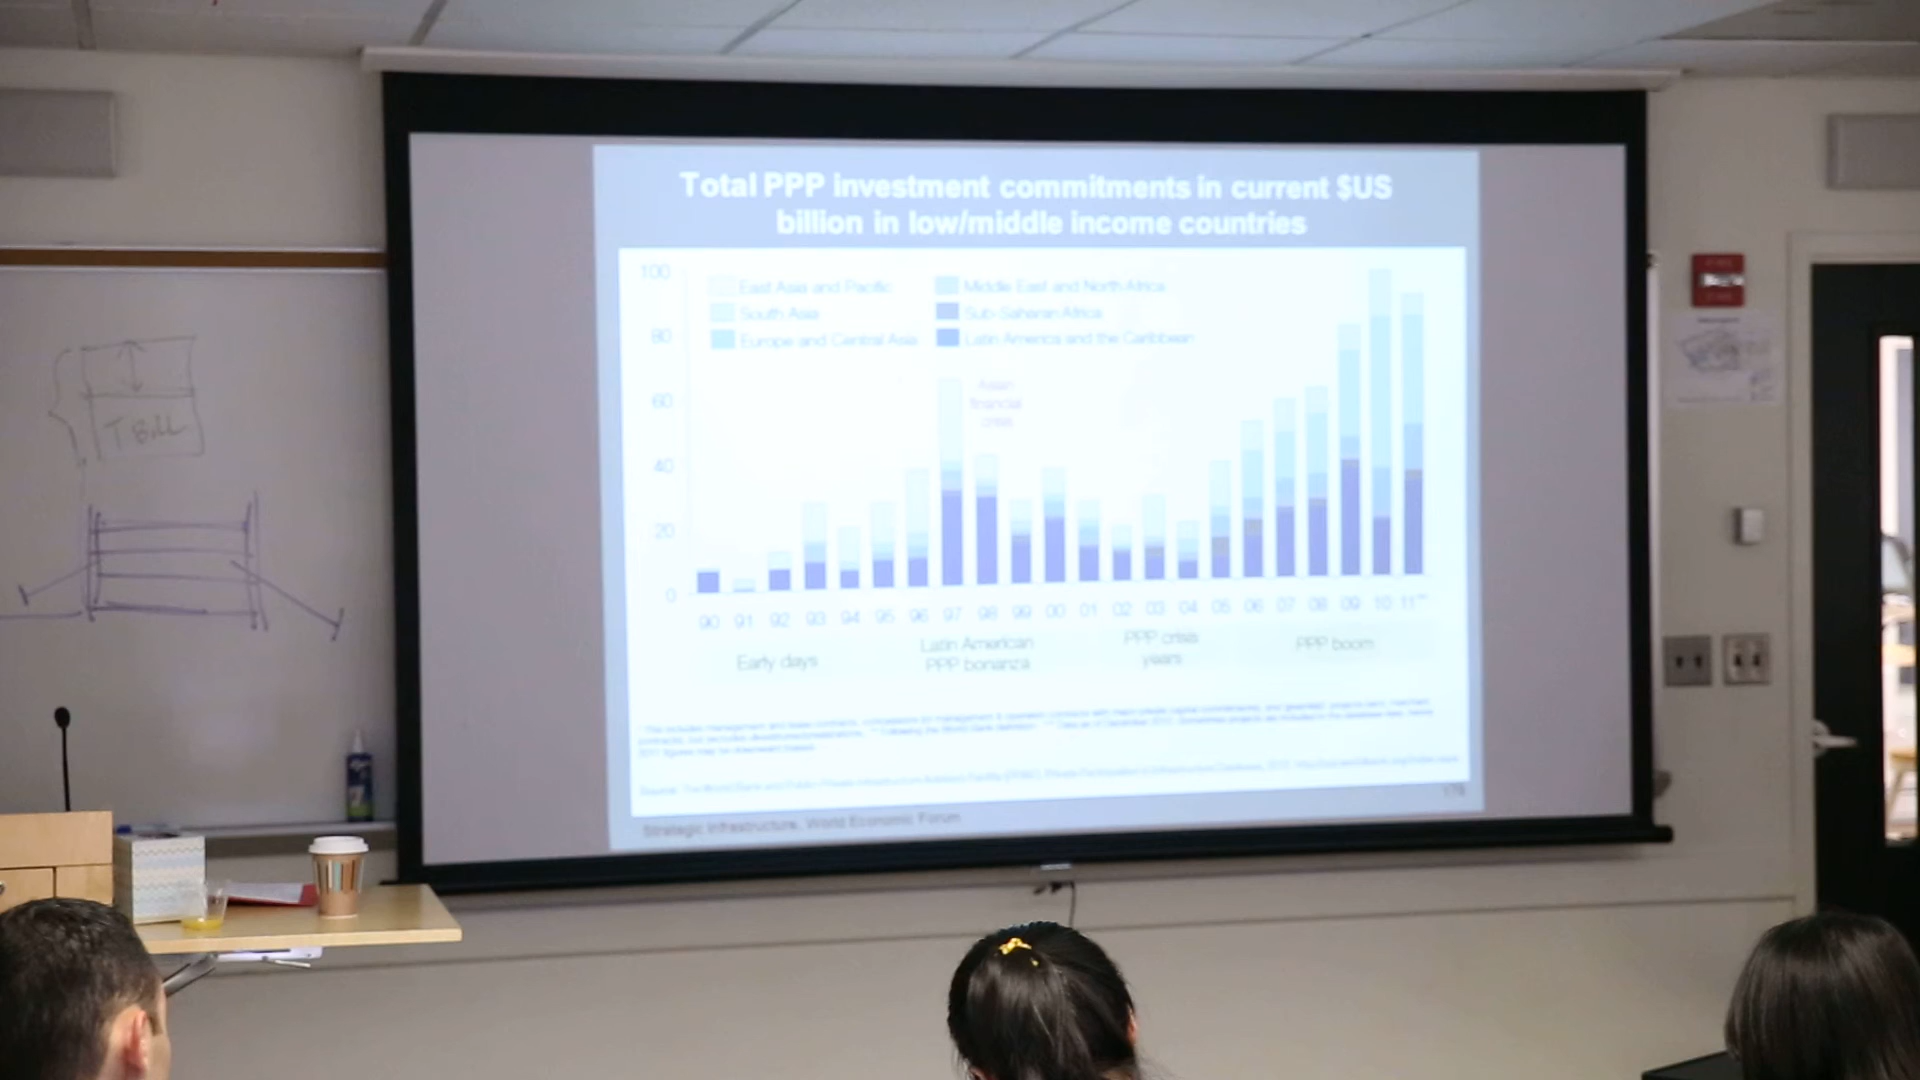 Total PPP investment commitments in current $US
billion in low/middle income countries
100
80
60
40
20
0
East Asia and Pacific
South Asia
Europe and Central Asia
Middle East and North Africa
Sub-Saharan Africa
Latin America and the Caribbean
Asian
financial
crisis
90 91 92 93 94 95 96 97 98 99 00 01 02 03 04 05 06 07 08 09 10 11
Early days
Latin American
PPP bonanza
PPP crisis
years
PPP boom
Strategic Infrastructure, World Economic Forum
T Bill